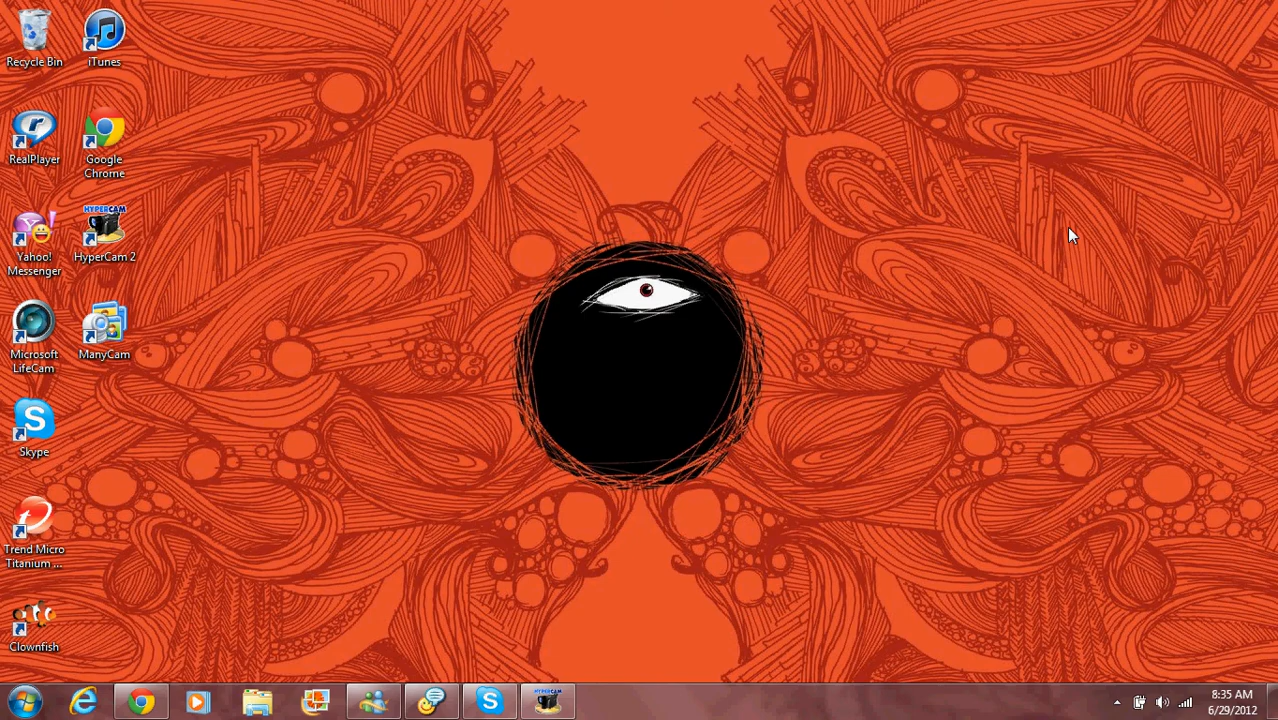 Recycle Bin
iTunes
RealPlayer
Google
Chrome
Yahoo!
Messenger
HYPERCAM
HyperCam 2
Microsoft
LifeCam
ManyCam
Skype
Trend Micro
Titanium ...
Clownfish
HYPERCAM
8:35 AM
6/29/2012